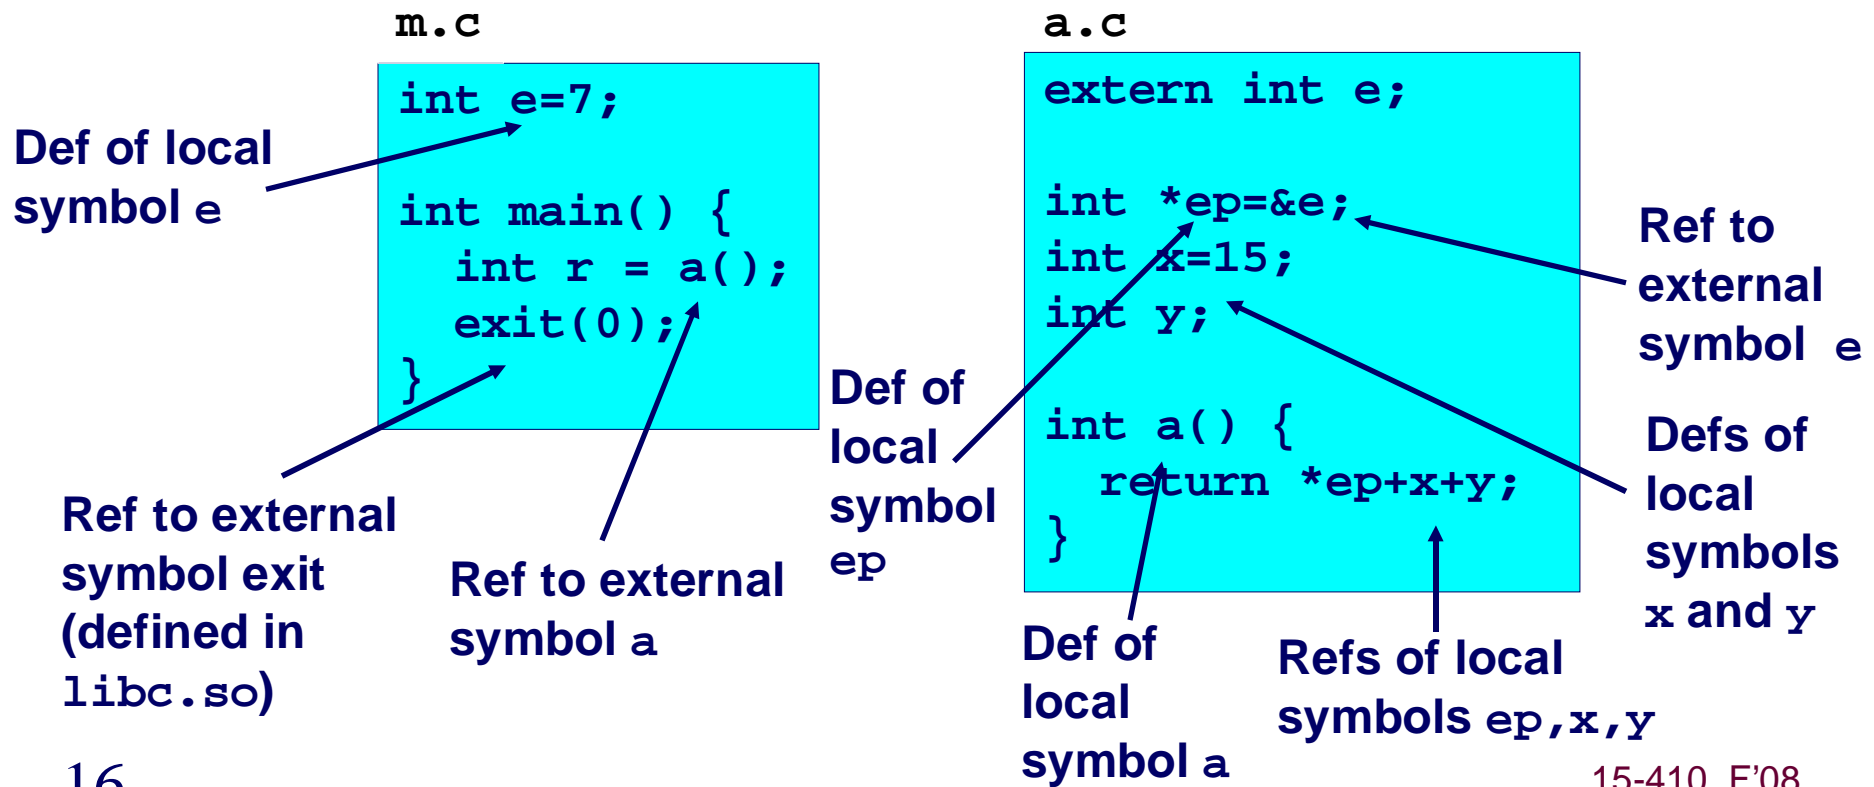 m.c
int e=7;
int main() {
  int r = a();
  exit(0);
}
Def of local
symbol e
Ref to external
symbol exit
(defined in
libc.so)
Ref to external
symbol a
a.c
extern int e;
int *ep=&e;
int x=15;
int y;
int a() {
  return *ep+x+y;
}
Def of
local
symbol
ep
Ref to
external
symbol e
Defs of
local
symbols
x and y
Def of
local
symbol a
Refs of local
symbols ep,x,y
16
15-410, F'08